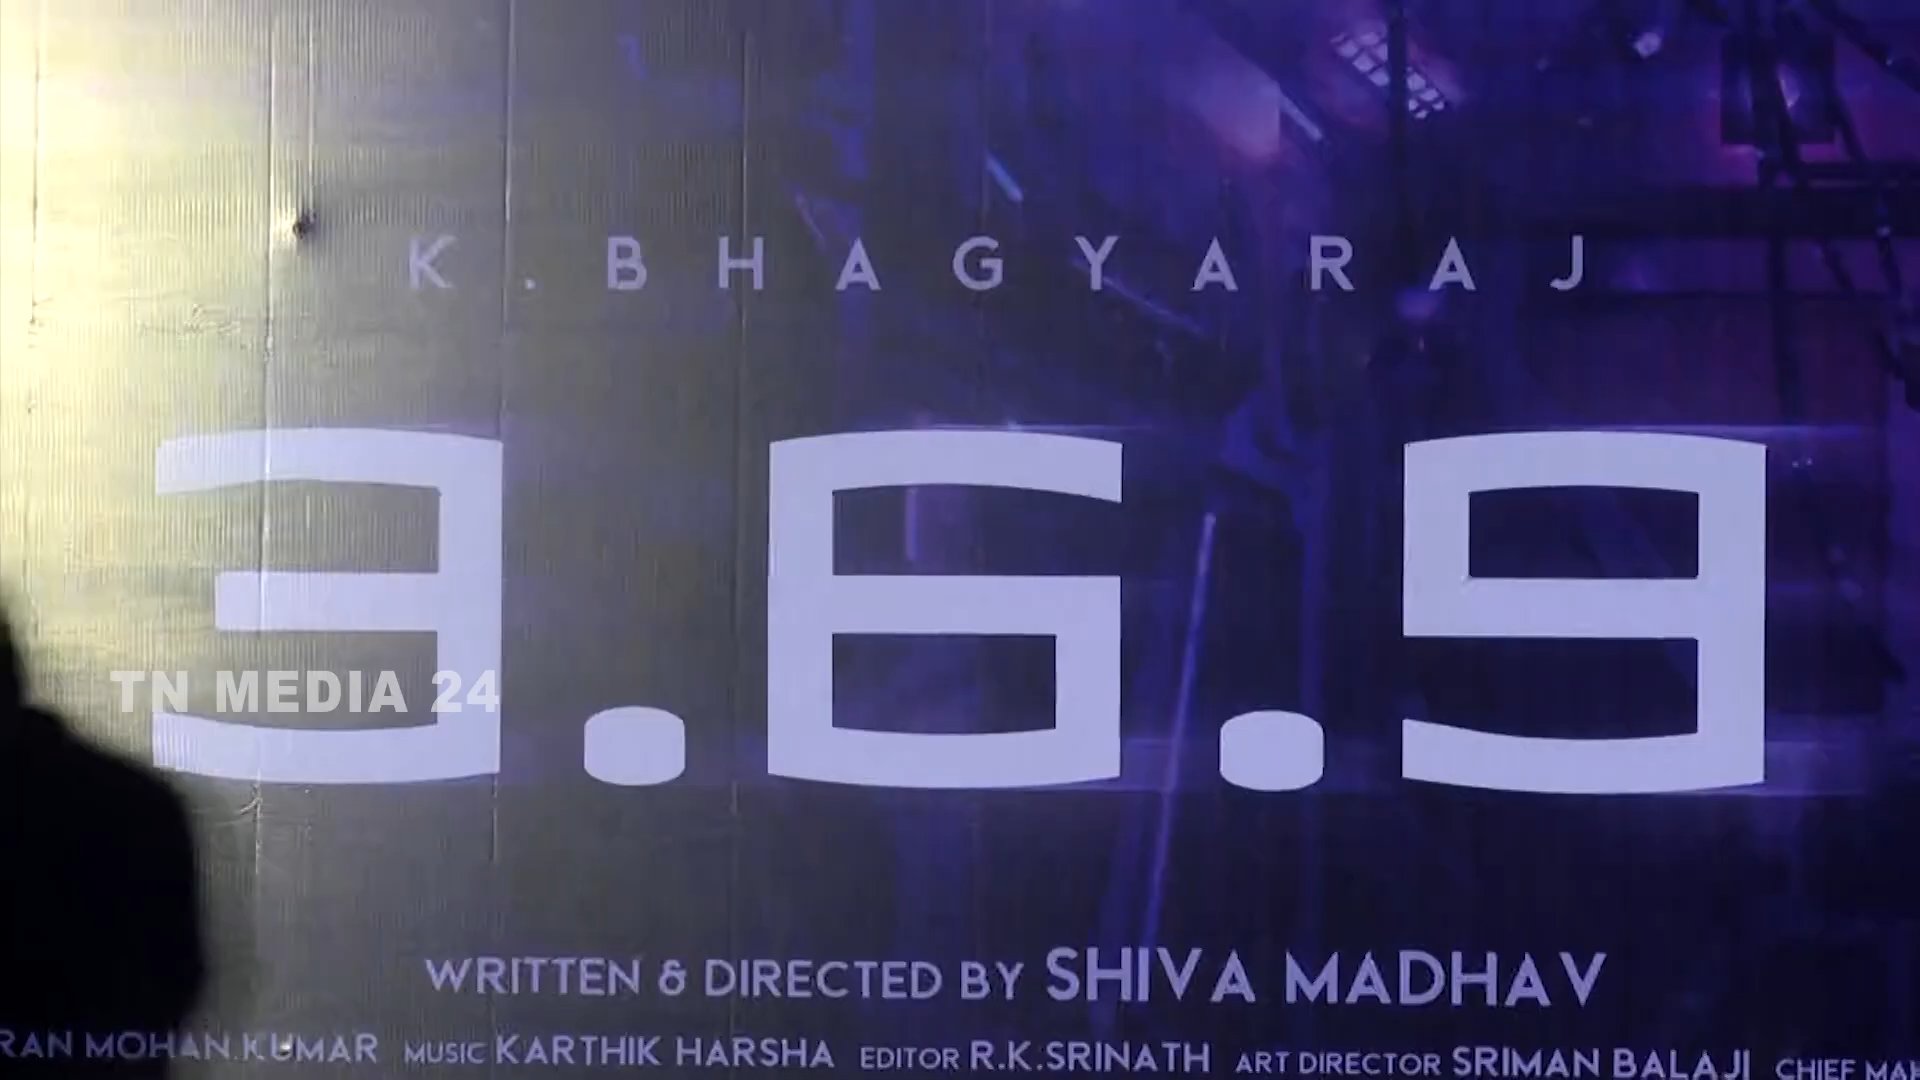 K.BHAGYARAJ
3.6.9
TN MEDIA 24
WRITTEN & DIRECTED BY SHIVA MADHAV
MOHAN.KUMAR MUSIC KARTHIK HARSHA EDITOR R.K.SRINATH ART DIRECTOR SRIMAN BALAJI CHIEF